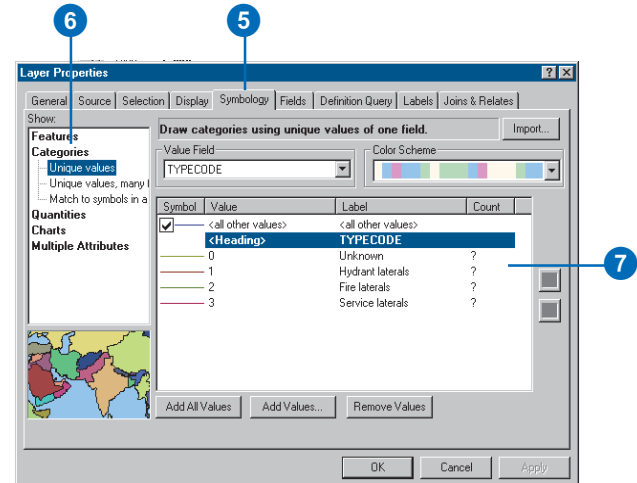 6
5
Layer Properties
General Source Selection Display Symbology Fields Definition Query Labels Joins & Relates
Show:
Features
Categories
Unique values
Unique values, many
Match to symbols in a
Quantities
Charts
Multiple Attributes
Draw categories using unique values of one field.
Import...
Value Field
TYPECODE
Color Scheme
Symbol Value Label Count
<all other values> <all other values>
<Heading> TYPECODE
0 Unknown ?
1 Hydrant laterals ?
2 Fire laterals ?
3 Service laterals ?
7
Add All Values Add Values... Remove Values
OK Cancel Apply